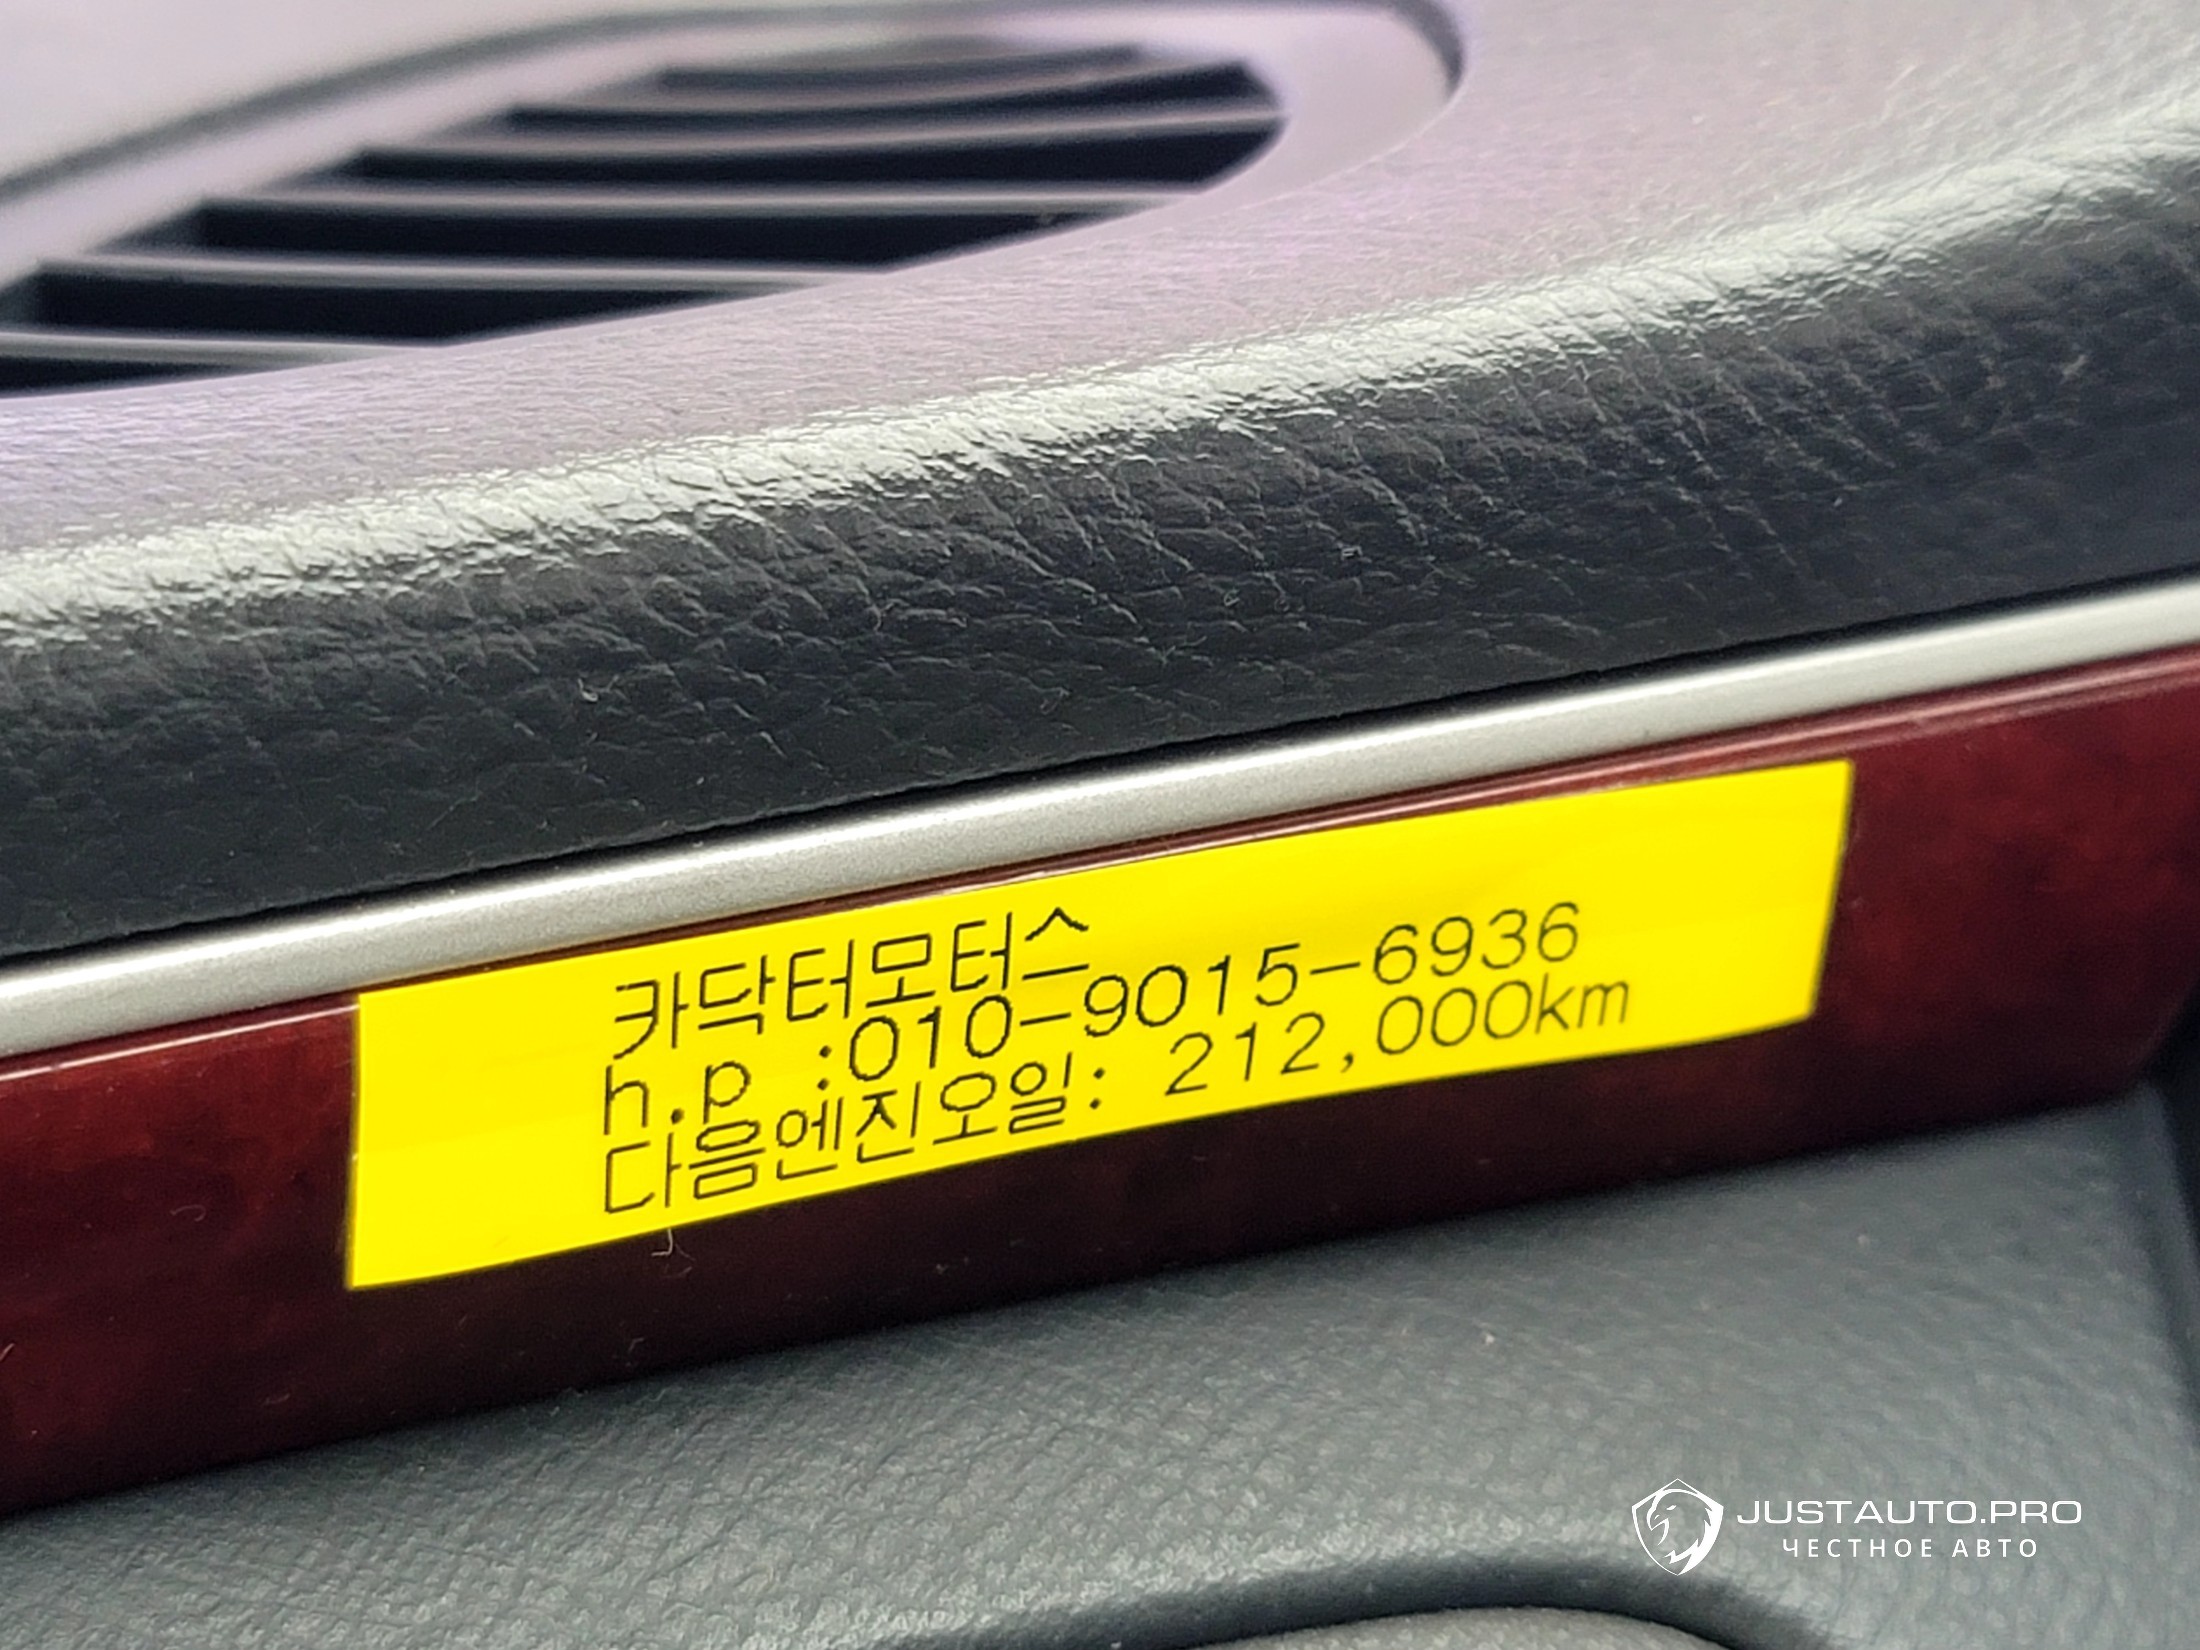 카닥터모터스
h.p :010-9015-6936
다음엔진오일: 212,000km
JUSTAUTO.PRO
ЧЕСТНОЕ АВТО